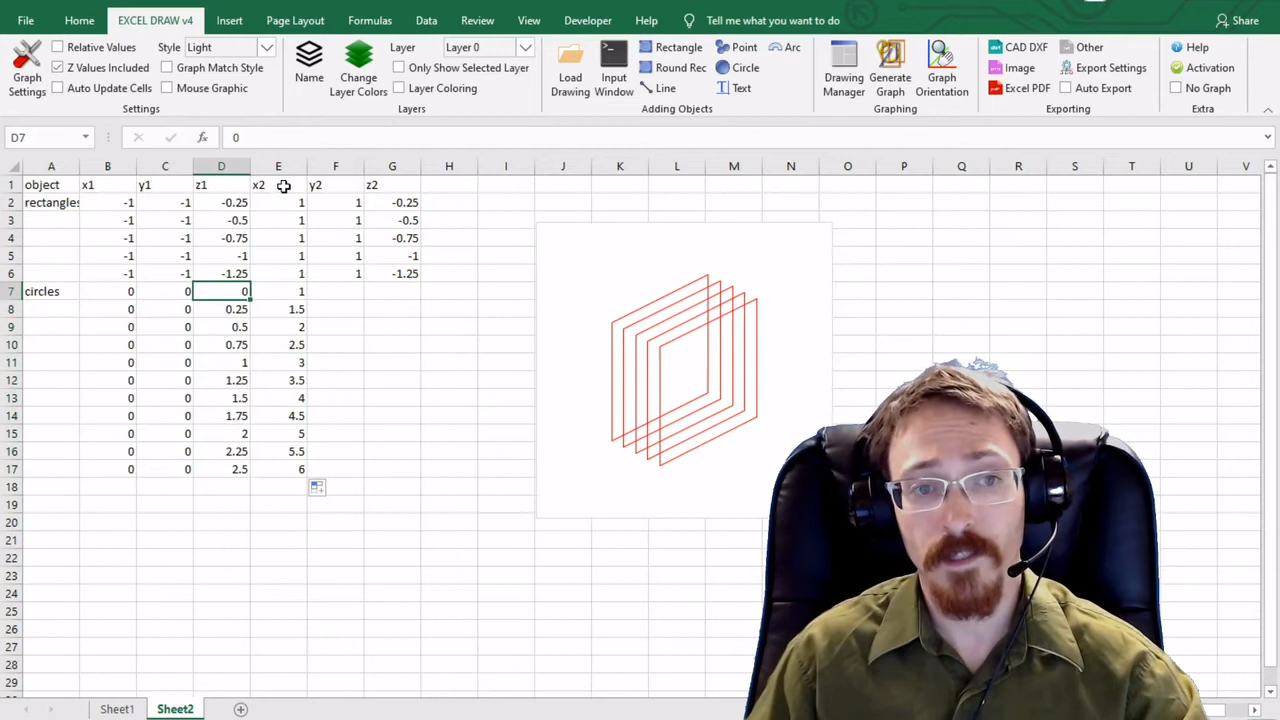 File Home EXCEL DRAW v4 Insert Page Layout Formulas Data Review View Developer Help Tell me what you want to do Share
Graph Settings
Relative Values
Z Values Included
Auto Update Cells
Style Light
Graph Match Style
Mouse Graphic
Settings
Name
Change Layer Colors
Layer Layer 0
Only Show Selected Layer
Layer Coloring
Layers
Load Drawing
Input Window
Rectangle
Round Rec
Line
Point
Circle
Text
Arc
Adding Objects
Drawing Manager
Generate Graph
Graph Orientation
Graphing
CAD DXF
Image
Excel PDF
Other
Export Settings
Auto Export
Exporting
Help
Activation
No Graph
Extra
D7 fx 0
A B C D E F G H I J K L M N O P Q R S T U V
1 object x1 y1 z1 x2 y2 z2
2 rectangles -1 -1 -0.25 1 1 -0.25
3 -1 -1 -0.5 1 1 -0.5
4 -1 -1 -0.75 1 1 -0.75
5 -1 -1 -1 1 1 -1
6 -1 -1 -1.25 1 1 -1.25
7 circles 0 0 0 1
8 0 0 0.25 1.5
9 0 0 0.5 2
10 0 0 0.75 2.5
11 0 0 1 3
12 0 0 1.25 3.5
13 0 0 1.5 4
14 0 0 1.75 4.5
15 0 0 2 5
16 0 0 2.25 5.5
17 0 0 2.5 6
18
19
20
21
22
23
24
25
26
27
28
29
Sheet1 Sheet2